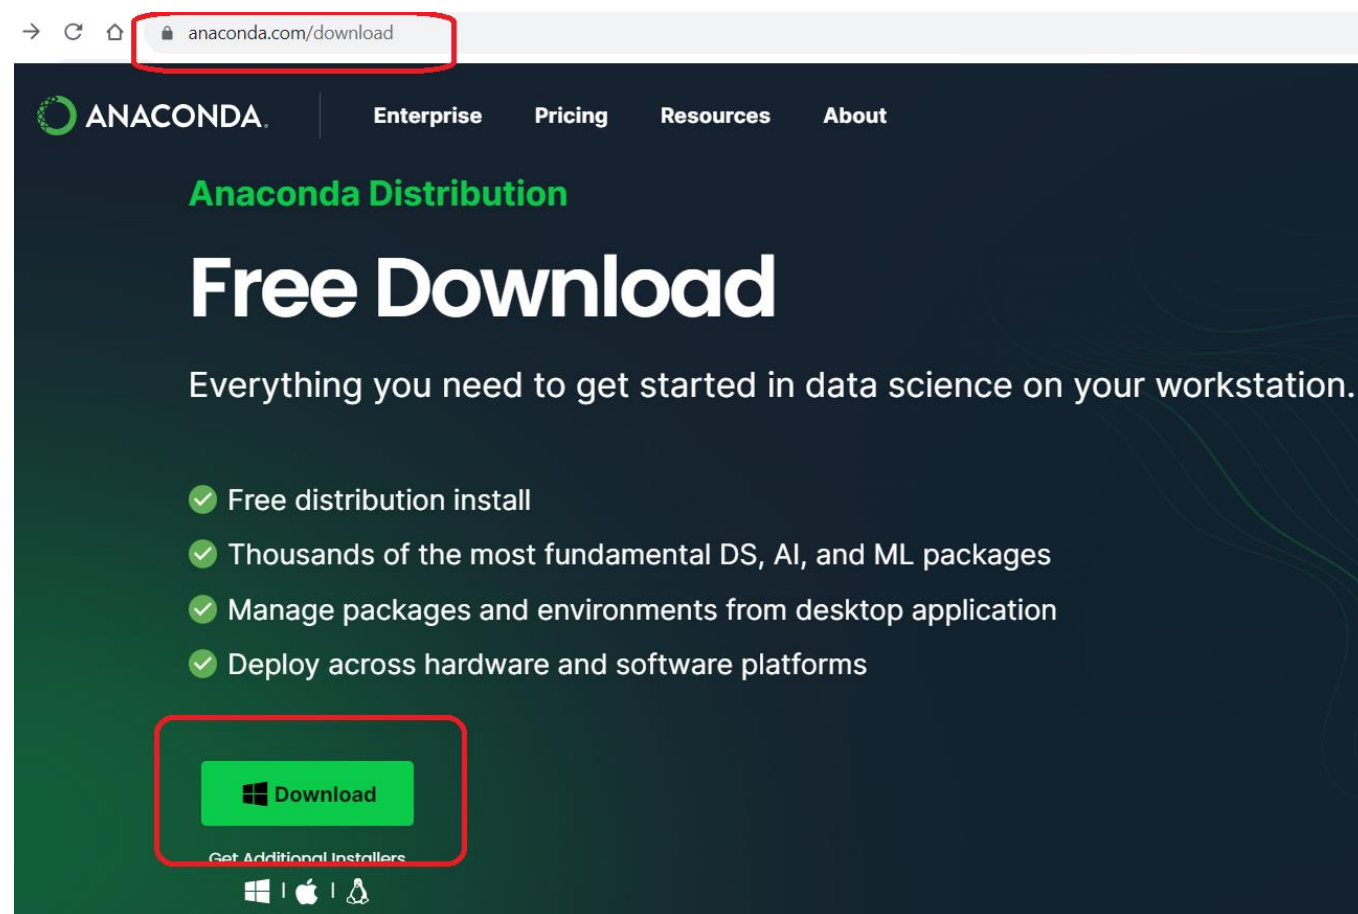 anaconda.com/download
ANACONDA.
Enterprise Pricing Resources About
Anaconda Distribution
Free Download
Everything you need to get started in data science on your workstation.
Free distribution install
Thousands of the most fundamental DS, AI, and ML packages
Manage packages and environments from desktop application
Deploy across hardware and software platforms
Download
Get Additional Installers